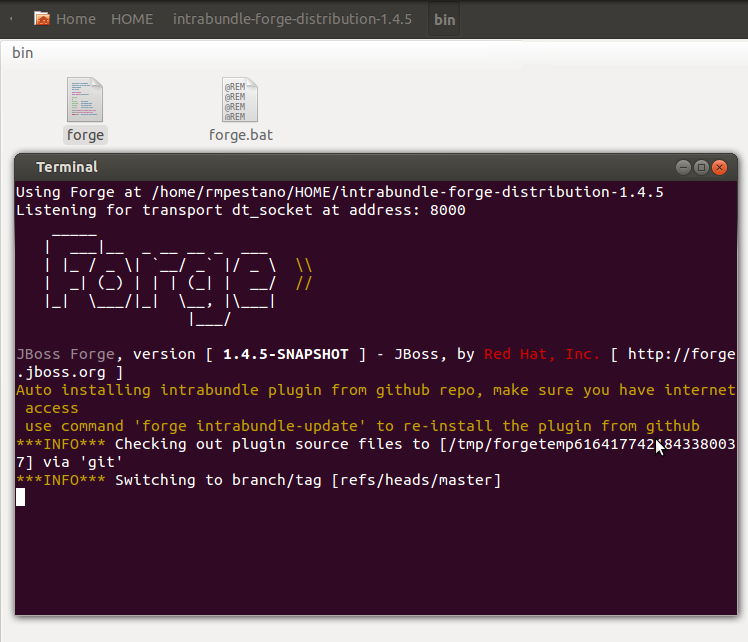 Home HOME intrabundle-forge-distribution-1.4.5 bin
bin
@REM
@REM
@REM
@REM
forge forge.bat
Terminal
Using Forge at /home/rmpestano/HOME/intrabundle-forge-distribution-1.4.5
Listening for transport dt_socket at address: 8000
Forge
JBoss Forge, version [ 1.4.5-SNAPSHOT ] - JBoss, by Red Hat, Inc. [ http://forge
.jboss.org ]
Auto installing intrabundle plugin from github repo, make sure you have internet
access
use command 'forge intrabundle-update' to re-install the plugin from github
***INFO*** Checking out plugin source files to
7] via 'git'
***INFO*** Switching to branch/tag [refs/heads/master]